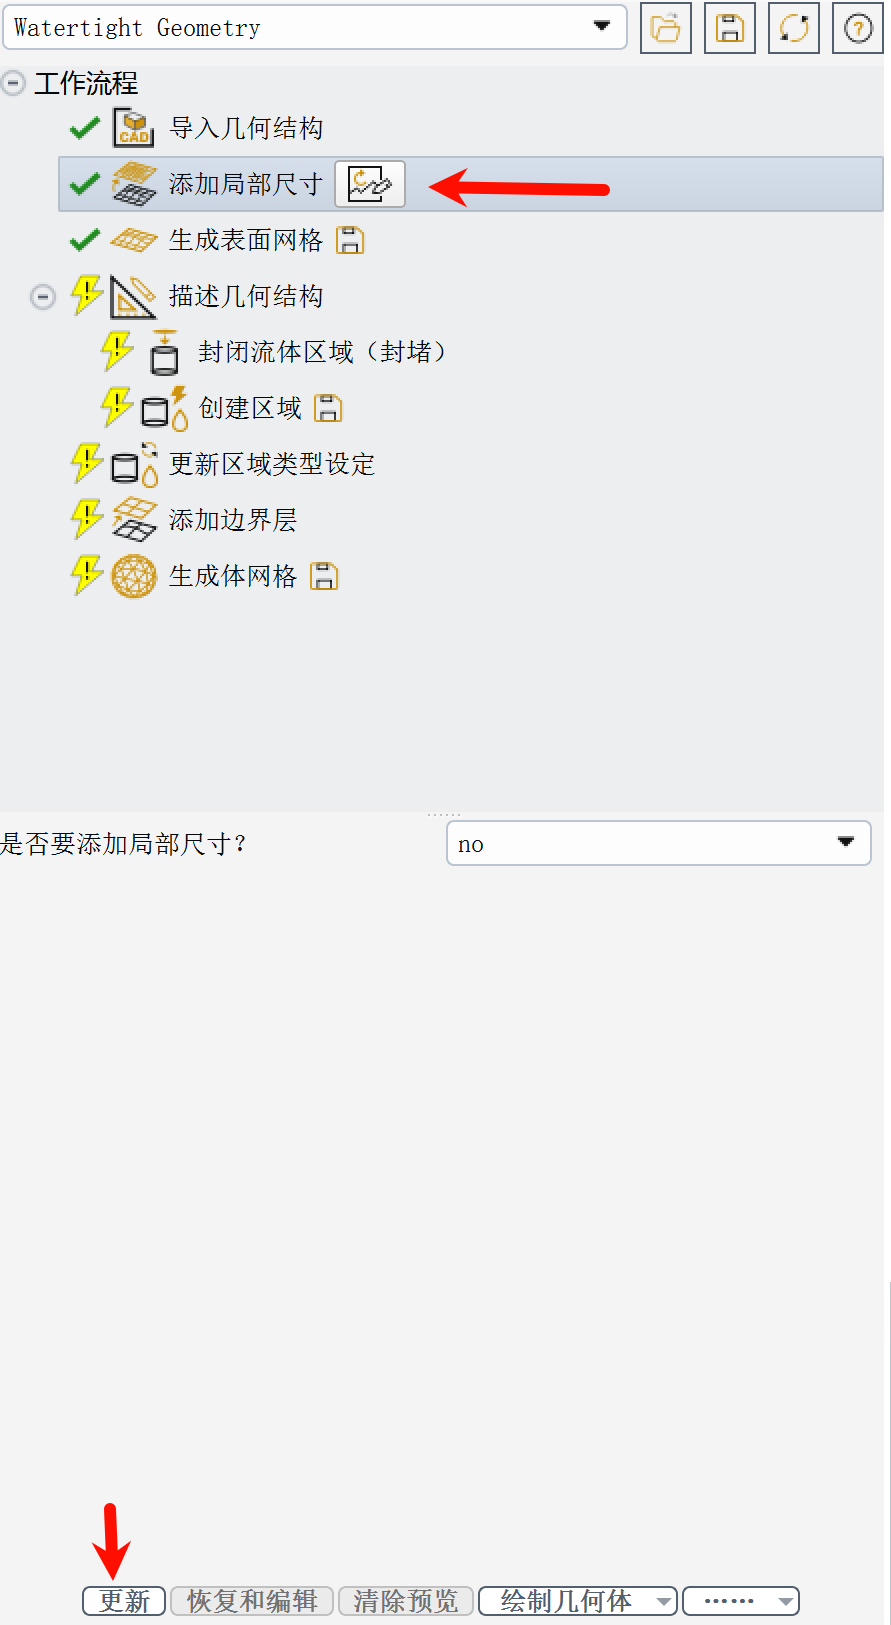 Watertight Geometry
工作流程
CAD 导入几何结构
添加局部尺寸
生成表面网格
描述几何结构
封闭流体区域（封堵）
创建区域
更新区域类型设定
添加边界层
生成体网格
是否要添加局部尺寸？ no
更新 恢复和编辑 清除预览 绘制几何体 ······